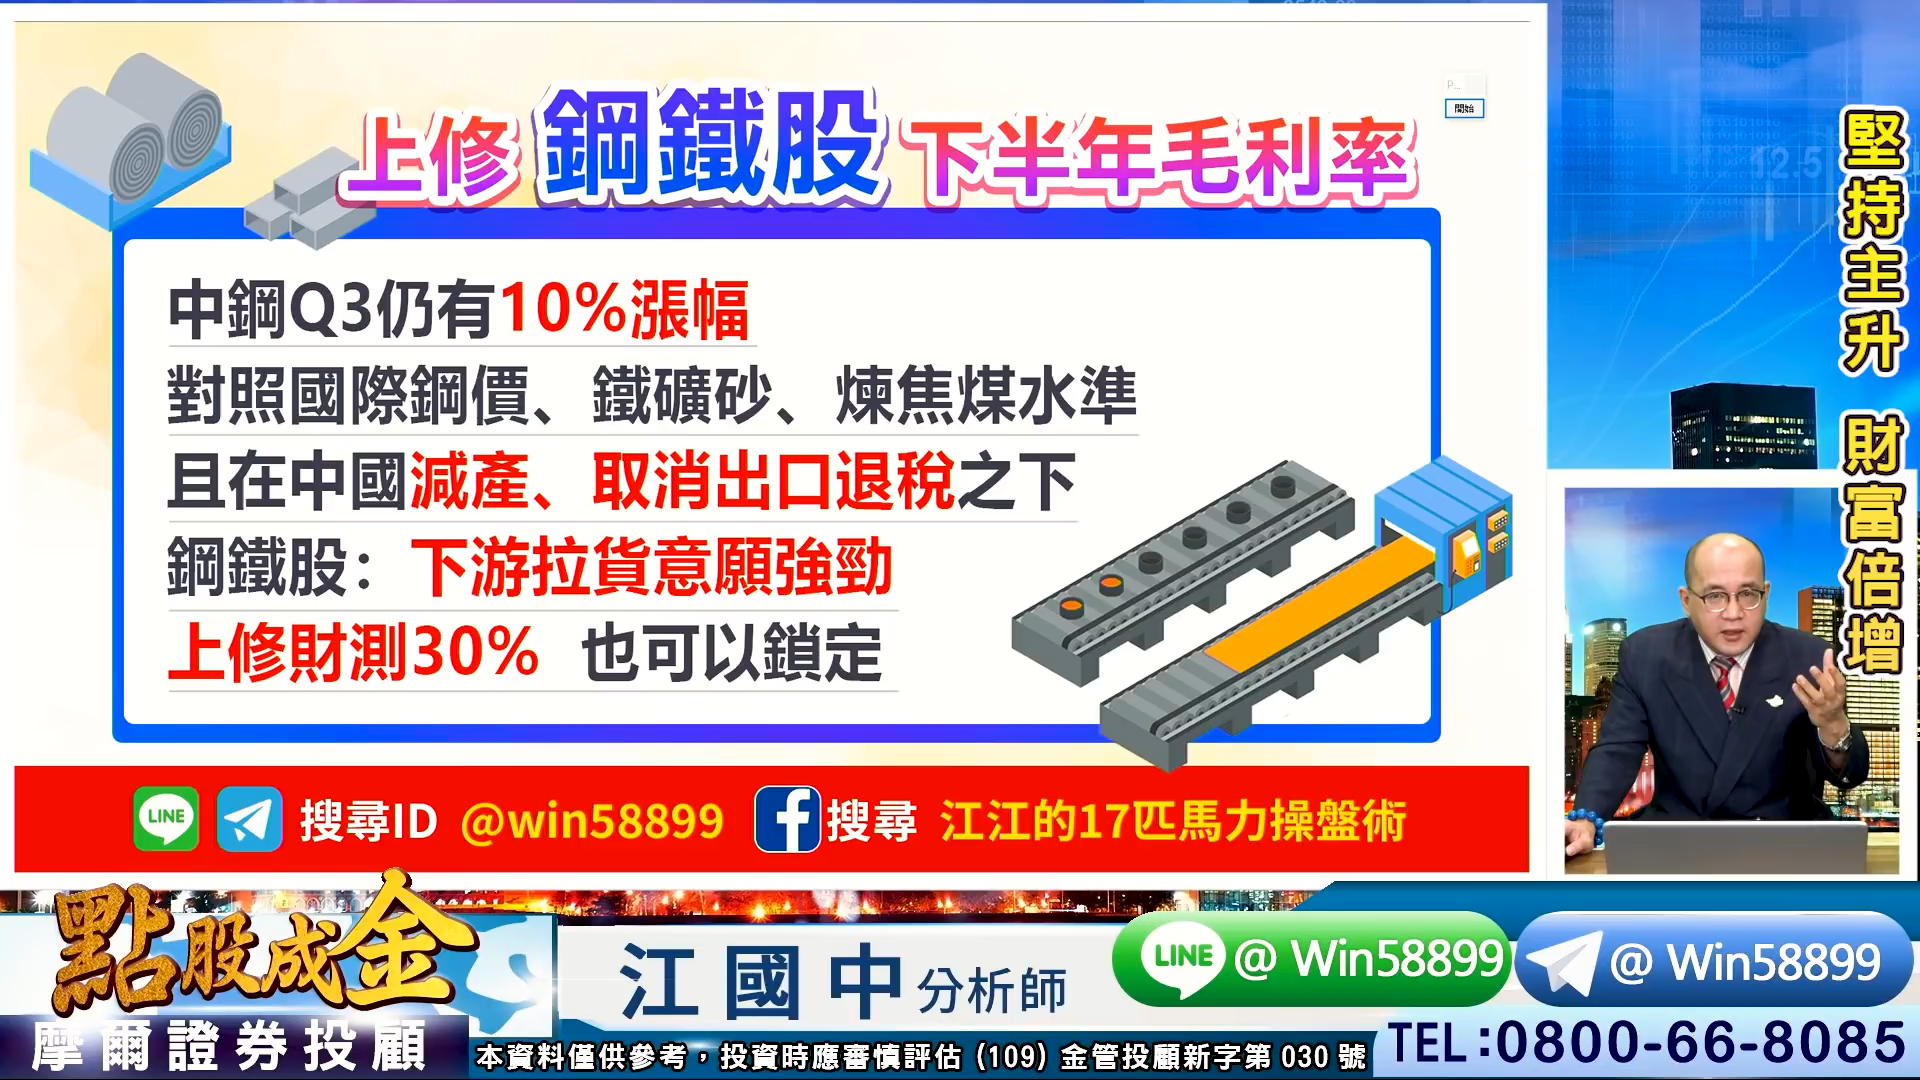 上修 鋼鐵股 下半年毛利率
開始
中鋼Q3仍有10%漲幅
對照國際鋼價、鐵礦砂、煉焦煤水準
且在中國減產、取消出口退稅之下
鋼鐵股：下游拉貨意願強勁
上修財測30% 也可以鎖定
LINE 搜尋ID @win58899 搜尋 江江的17匹馬力操盤術
堅持主升 財富倍增
點股成金
摩爾證券投顧
江國中 分析師
LINE @ Win58899
@ Win58899
TEL:0800-66-8085
本資料僅供參考，投資時應審慎評估 (109) 金管投顧新字第 030 號